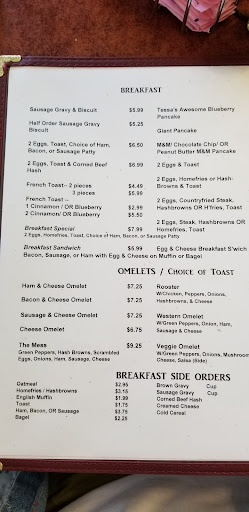 BREAKFAST
Sausage Gravy & Biscuit $5.99
Tessa's Awesome Blueberry
Pancake
Half Order Sausage Gravy $5.25
Biscuit
Giant Pancake
2 Eggs, Toast, Choice of Ham, $6.50
Bacon, or Sausage Patty
M&M/ Chocolate Chip/ OR
Peanut Butter M&M Pancake
2 Eggs, Toast & Corned Beef $6.99
Hash
2 Eggs & Toast
2 Eggs, Homefries or Hash-
Browns & Toast
French Toast-- 2 pieces $4.49
3 pieces $5.99
2 Eggs, Countryfried Steak,
Hashbrowns OR H'fries, Toast
French Toast --
1 Cinnamon / OR Blueberry $2.99
2 Cinnamon/ OR Blueberry $5.50
2 Eggs, Steak, Hashbrowns OR
Homefries, Toast
Breakfast Special $7.99
2 Eggs, Homefries, Toast, Choice of Ham, Bacon, or Sausage Patty
Breakfast Sandwich $5.99
Egg & Cheese Breakfast S'wich
Bacon, Sausage, or Ham with Egg & Cheese on Muffin or Bagel
OMELETS / CHOICE OF TOAST
Ham & Cheese Omelet $7.25
Rooster
W/Chicken, Peppers, Onions,
Hashbrowns, & Cheese
Bacon & Cheese Omelet $7.25
Sausage & Cheese Omelet $7.25
Western Omelet
W/Green Peppers, Onion, Ham,
Sausage & Cheese
Cheese Omelet $6.75
The Mess $9.25
Green Peppers, Hash Browns, Scrambled
Eggs, Onions, Ham, Sausage, Cheese
Veggie Omelet
W/Green Peppers, Onions, Mushroom
Cheese, Salsa (Side)
BREAKFAST SIDE ORDERS
Oatmeal $2.95
Homefries / Hashbrowns $3.15
English Muffin $1.99
Toast $1.75
Ham, Bacon, OR Sausage $3.75
Bagel $2.25
Brown Gravy Cup
Sausage Gravy Cup
Corned Beef Hash
Creamed Cheese
Cold Cereal